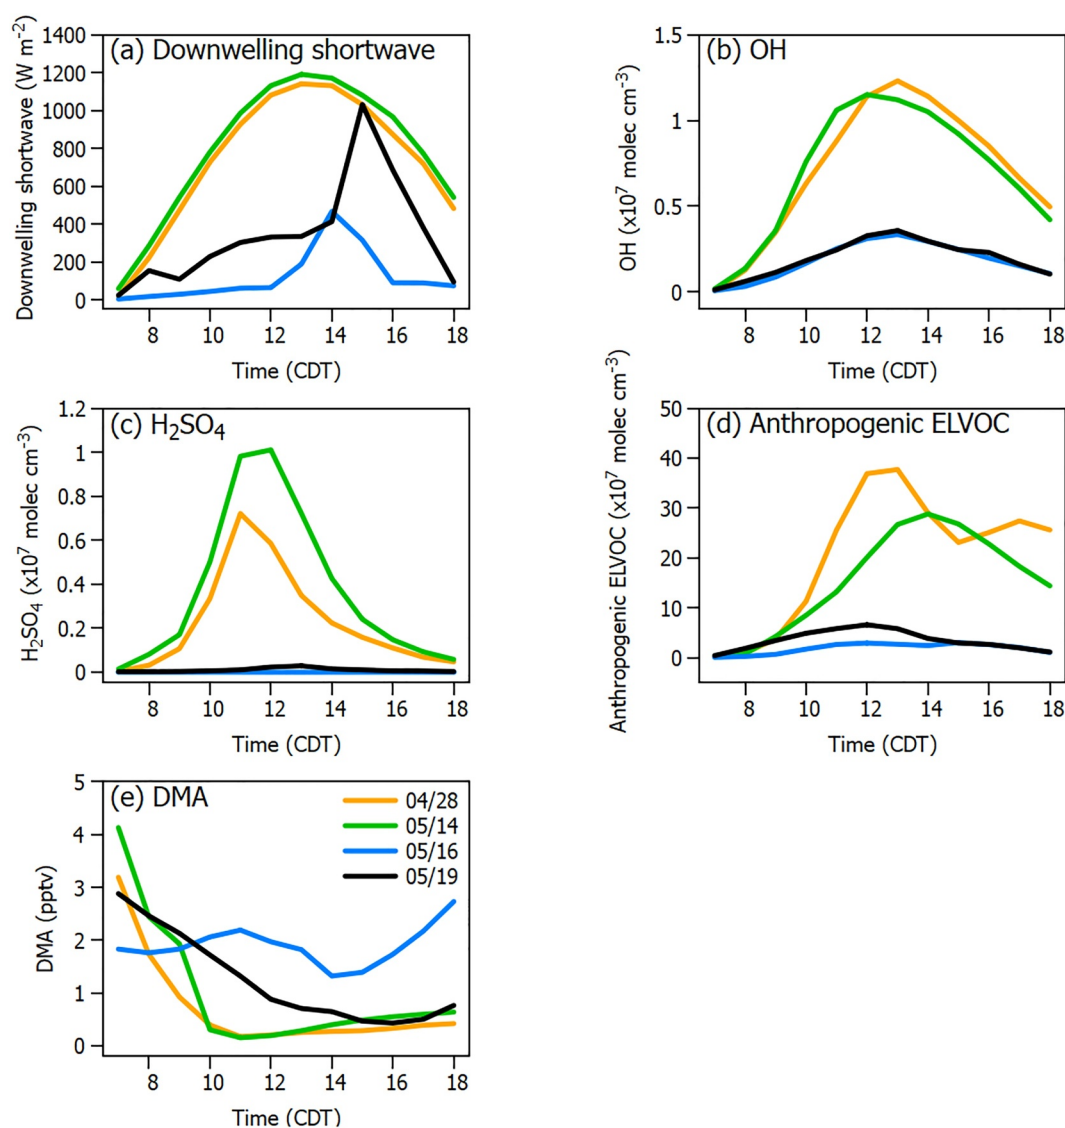 (a) Downwelling shortwave
Downwelling shortwave (W m-2)
1400
1200
1000
800
600
400
200
0
8 10 12 14 16 18
Time (CDT)
(b) OH
OH (x10⁷ molec cm⁻³)
1.5
1
0.5
0
8 10 12 14 16 18
Time (CDT)
(c) H₂SO₄
H₂SO₄ (x10⁷ molec cm⁻³)
1.2
1
0.8
0.6
0.4
0.2
0
8 10 12 14 16 18
Time (CDT)
(d) Anthropogenic ELVOC
Anthropogenic ELVOC (x10⁷ molec cm⁻³)
50
40
30
20
10
0
8 10 12 14 16 18
Time (CDT)
(e) DMA
DMA (pptv)
5
4
3
2
1
0
04/28
05/14
05/16
05/19
8 10 12 14 16 18
Time (CDT)